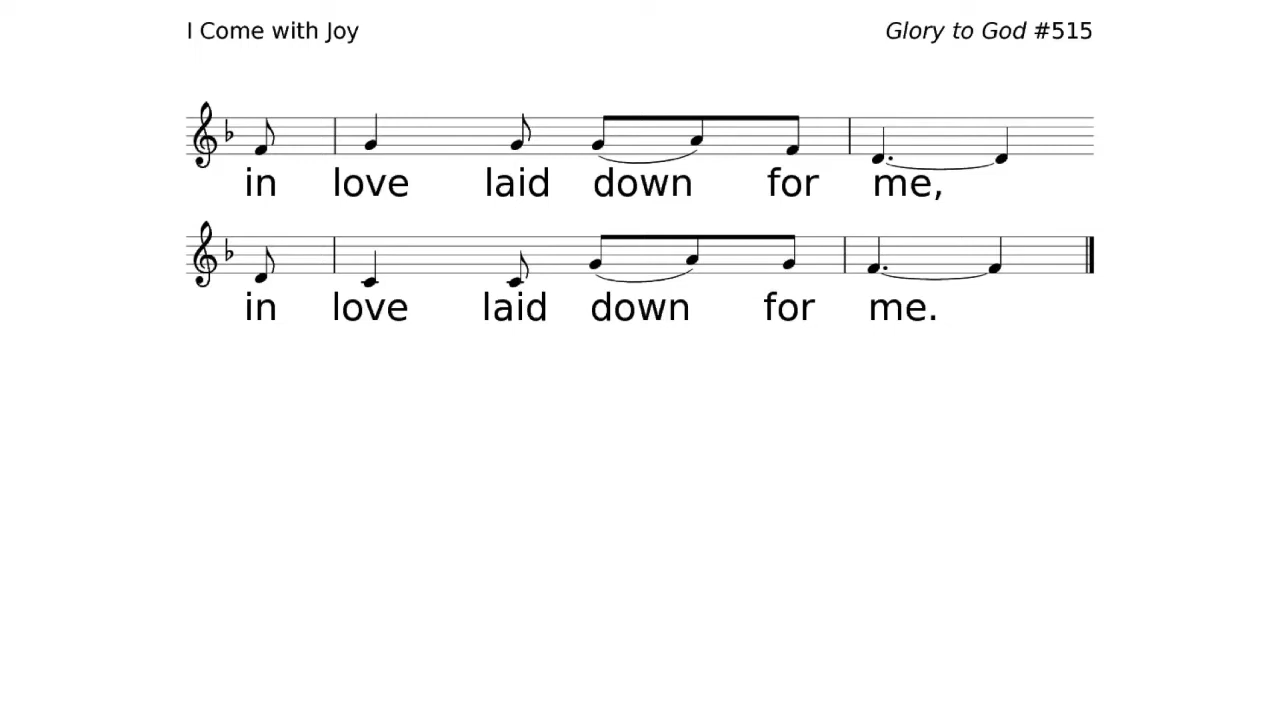 I Come with Joy
Glory to God #515
in love laid down for me,
in love laid down for me.